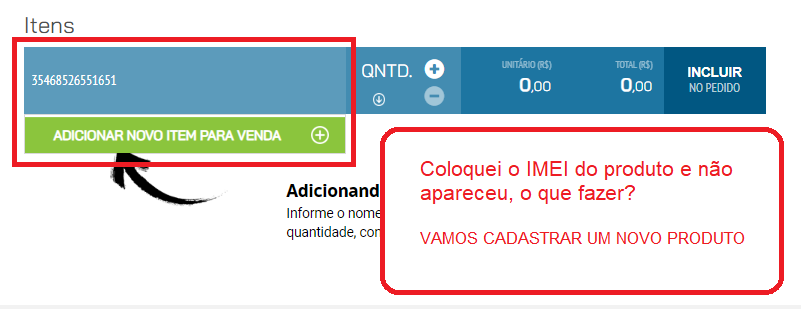 Itens
35468526551651
QNTD.
UNITÁRIO (R$)
0,00
TOTAL (R$)
0,00
INCLUIR
NO PEDIDO
ADICIONAR NOVO ITEM PARA VENDA
Adicionand
Informe o nome
quantidade, con
Coloquei o IMEI do produto e não
apareceu, o que fazer?
VAMOS CADASTRAR UM NOVO PRODUTO